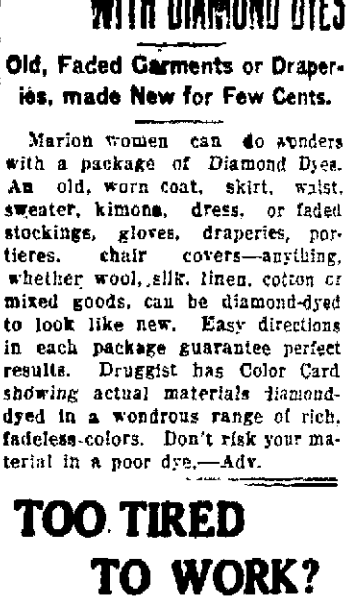 WITH DIAMOND DYES
Old, Faded Garments or Draper-
ies, made New for Few Cents.
Marion women can do wonders
with a package of Diamond Dyes.
An old, worn coat, skirt, waist,
sweater, kimona, dress, or faded
stockings, gloves, draperies, por-
tieres, chair covers—anything,
whether wool, silk, linen, cotton or
mixed goods, can be diamond-dyed
to look like new. Easy directions
in each package guarantee perfect
results. Druggist has Color Card
showing actual materials diamond-
dyed in a wondrous range of rich,
fadeless colors. Don't risk your ma-
terial in a poor dye.—Adv.
TOO TIRED
TO WORK?